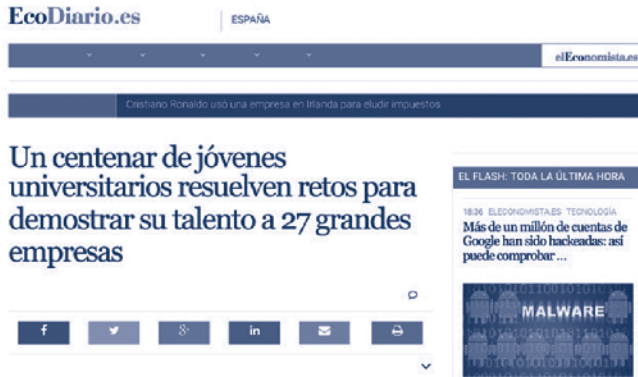 EcoDiario.es
ESPAÑA
elEconomista.es
Cristiano Ronaldo usó una empresa en Irlanda para eludir impuestos
Un centenar de jóvenes
universitarios resuelven retos para
demostrar su talento a 27 grandes
empresas
EL FLASH: TODA LA ÚLTIMA HORA
18:36 ELECONOMISTA.ES TECNOLOGÍA
Más de un millón de cuentas de
Google han sido hackeadas: así
puede comprobar ...
MALWARE